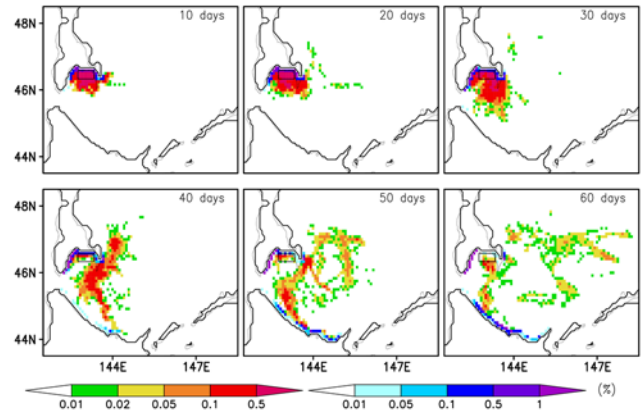 10 days
20 days
30 days
48N
46N
44N
40 days
50 days
60 days
48N
46N
44N
144E 147E
144E 147E
144E 147E
0.01 0.02 0.05 0.1 0.5
0.01 0.05 0.1 0.5 1
(%)